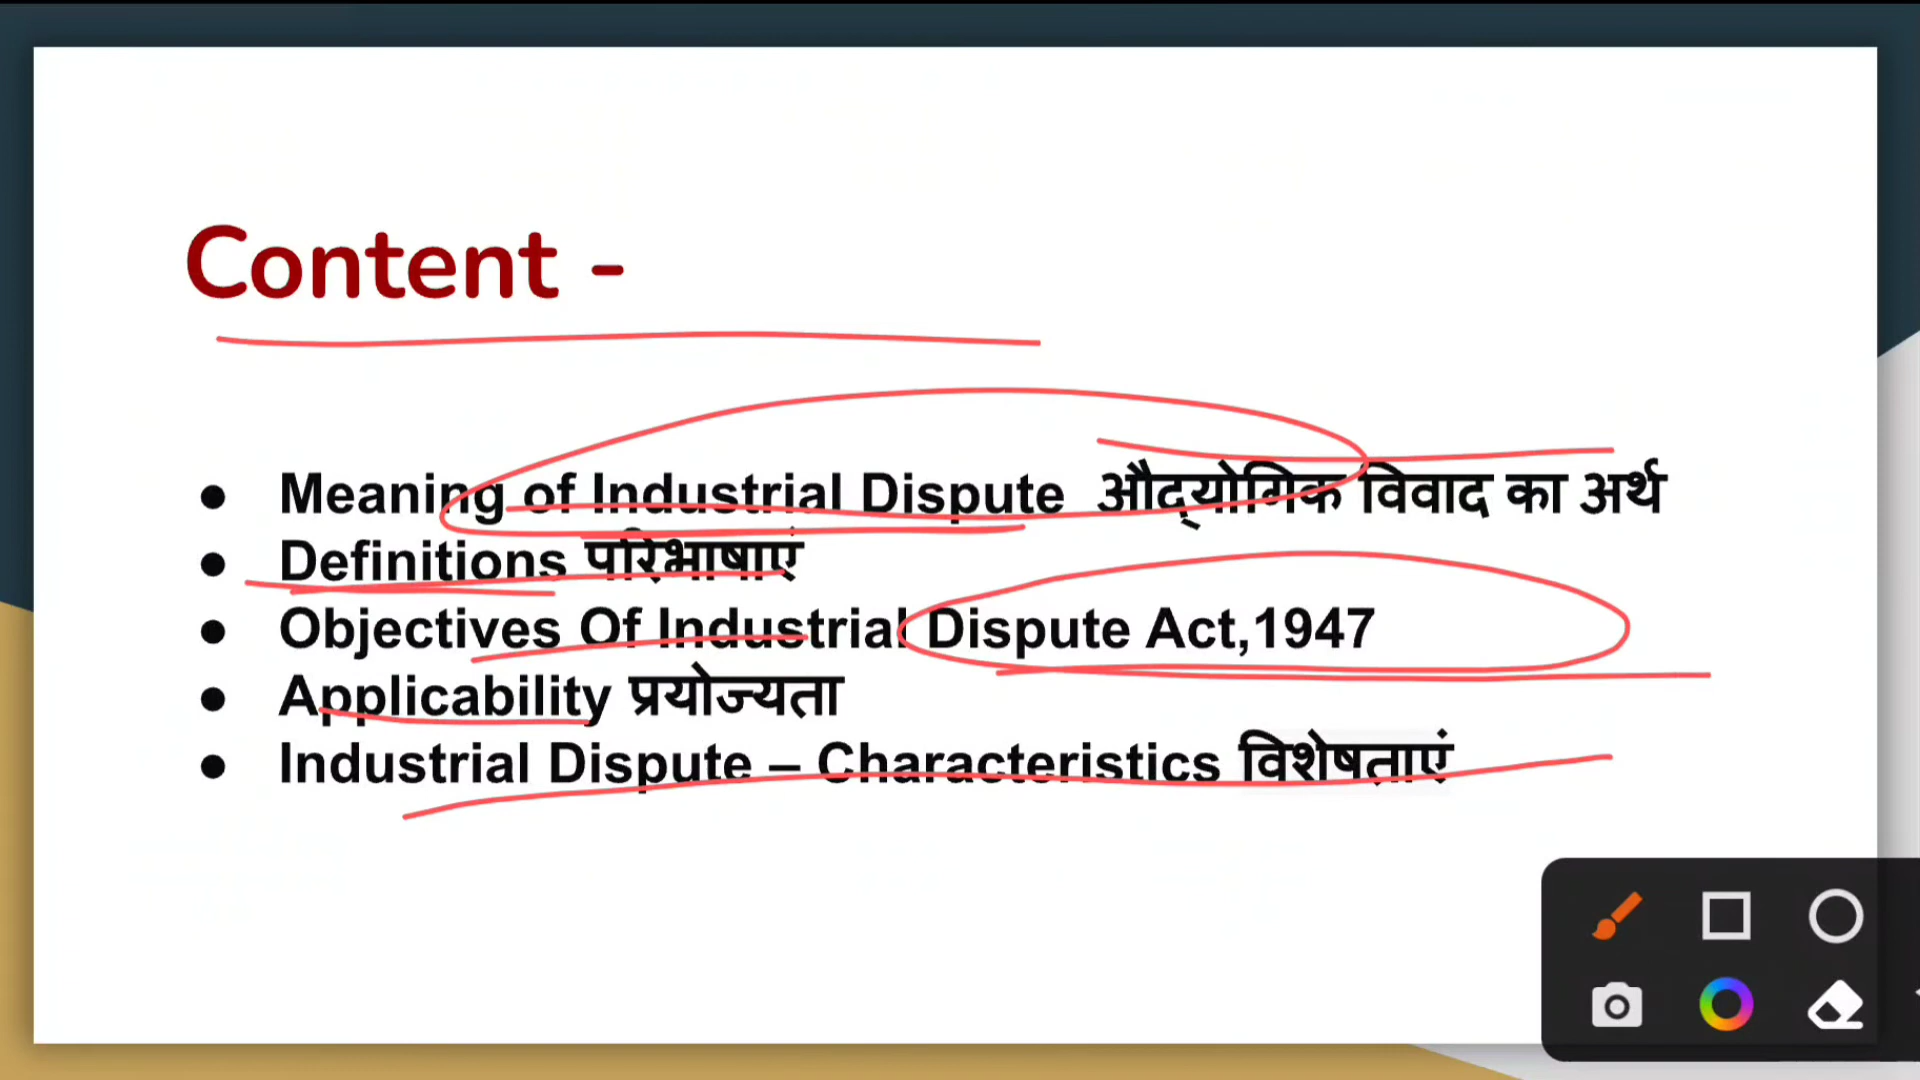 Content -
● Meaning of Industrial Dispute औद्योगिक विवाद का अर्थ
● Definitions परिभाषाएं
● Objectives Of Industrial Dispute Act,1947
● Applicability प्रयोज्यता
● Industrial Dispute – Characteristics विशेषताएं